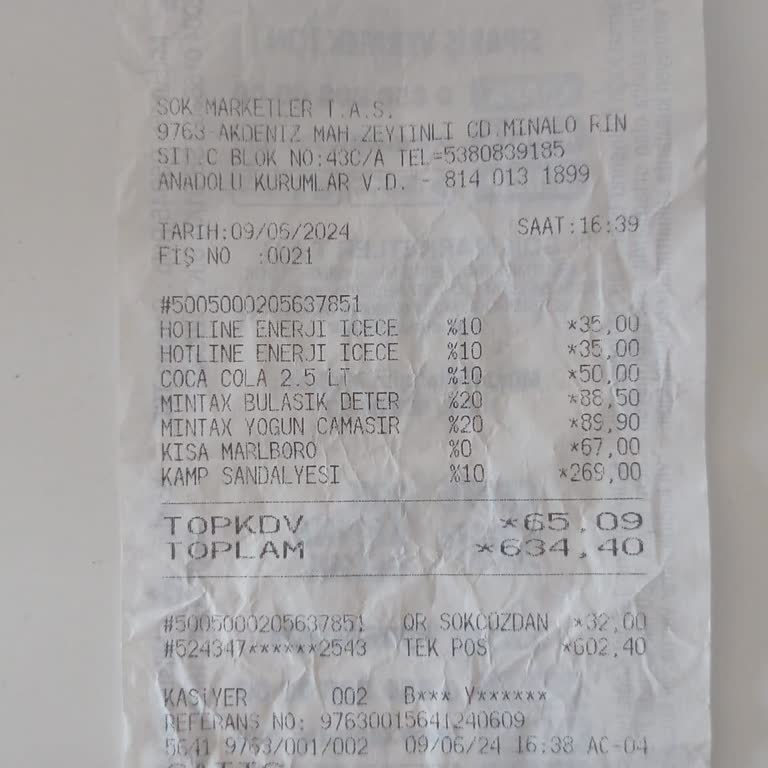 SOK MARKETLER T.A.S.
9763-AKDENIZ MAH.ZEYTINLI CD.MINALO RIN
SIT.C BLOK NO:43C/A TEL=5380839185
ANADOLU KURUMLAR V.D. - 814 013 1899
TARIH:09/06/2024 SAAT:16:39
FİŞ NO :0021
#5005000205637851
HOTLINE ENERJI ICECE %10 *35,00
HOTLINE ENERJI ICECE %10 *35,00
COCA COLA 2.5 LT %10 *50,00
MINTAX BULASIK DETER %20 *88,50
MINTAX YOGUN CAMASIR %20 *89,90
KISA MARLBORO %0 *67,00
KAMP SANDALYESI %10 *269,00
TOPKDV *65,09
TOPLAM *634,40
#5005000205637851 QR SOKCÜZDAN *32,00
#524347******2543 TEK POS *602,40
KASİYER 002 B*** Y******
REFERANS NO: 97630015641240609
5641 9763/001/002 09/06/24 16:38 AC-04